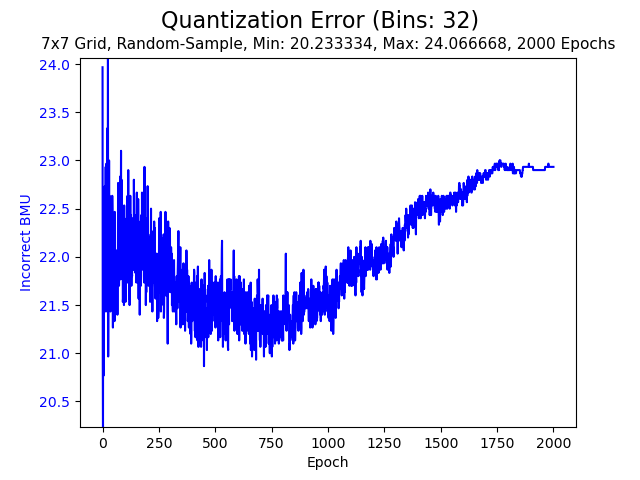 Quantization Error (Bins: 32)
7x7 Grid, Random-Sample, Min: 20.233334, Max: 24.066668, 2000 Epochs
24.0
23.5
23.0
22.5
22.0
21.5
21.0
20.5
Incorrect BMU
0 250 500 750 1000 1250 1500 1750 2000
Epoch